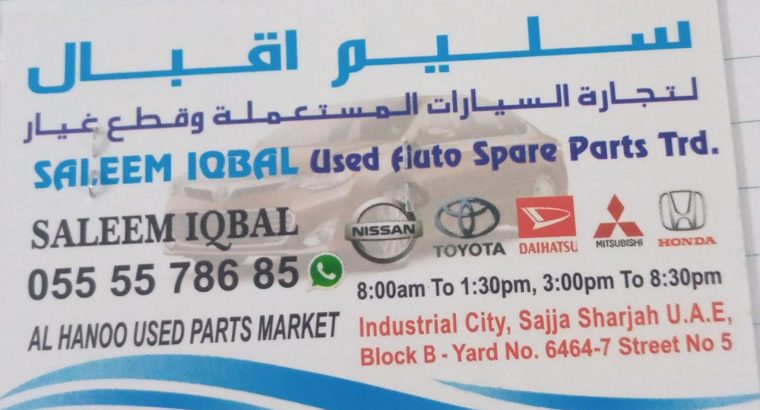 سليم اقبال
لتجارة السيارات المستعملة وقطع غيار
SALEEM IQBAL Used Auto Spare Parts Trd.
SALEEM IQBAL
055 55 786 85
AL HANOO USED PARTS MARKET
NISSAN
TOYOTA
DAIHATSU
MITSUBISHI
HONDA
8:00am To 1:30pm, 3:00pm To 8:30pm
Industrial City, Sajja Sharjah U.A.E,
Block B - Yard No. 6464-7 Street No 5